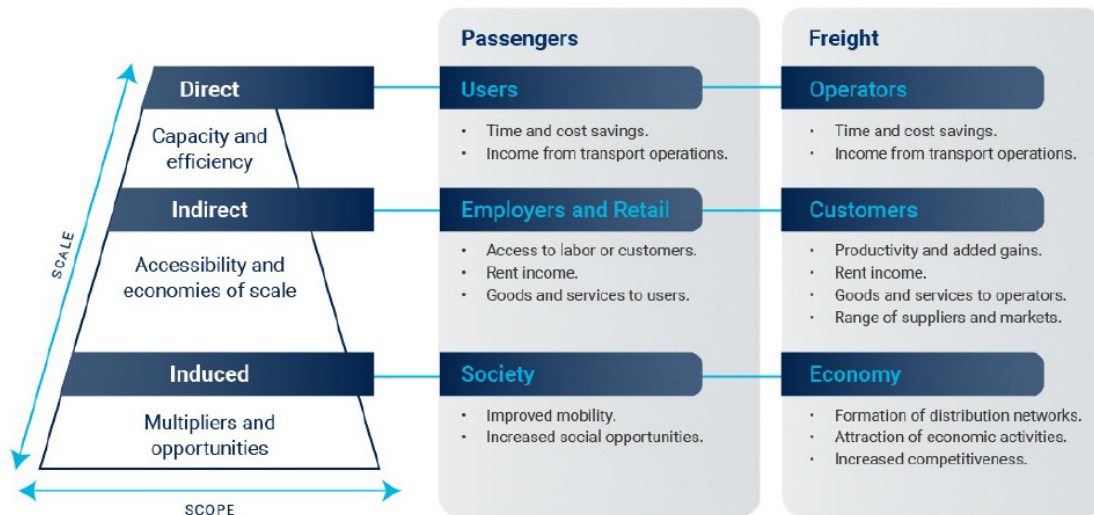 Direct
Capacity and
efficiency
Indirect
Accessibility and
economies of scale
Induced
Multipliers and
opportunities
SCALE
SCOPE
Passengers
Users
• Time and cost savings.
• Income from transport operations.
Employers and Retail
• Access to labor or customers.
• Rent income.
• Goods and services to users.
Society
• Improved mobility.
• Increased social opportunities.
Freight
Operators
• Time and cost savings.
• Income from transport operations.
Customers
• Productivity and added gains.
• Rent income.
• Goods and services to operators.
• Range of suppliers and markets.
Economy
• Formation of distribution networks.
• Attraction of economic activities.
• Increased competitiveness.